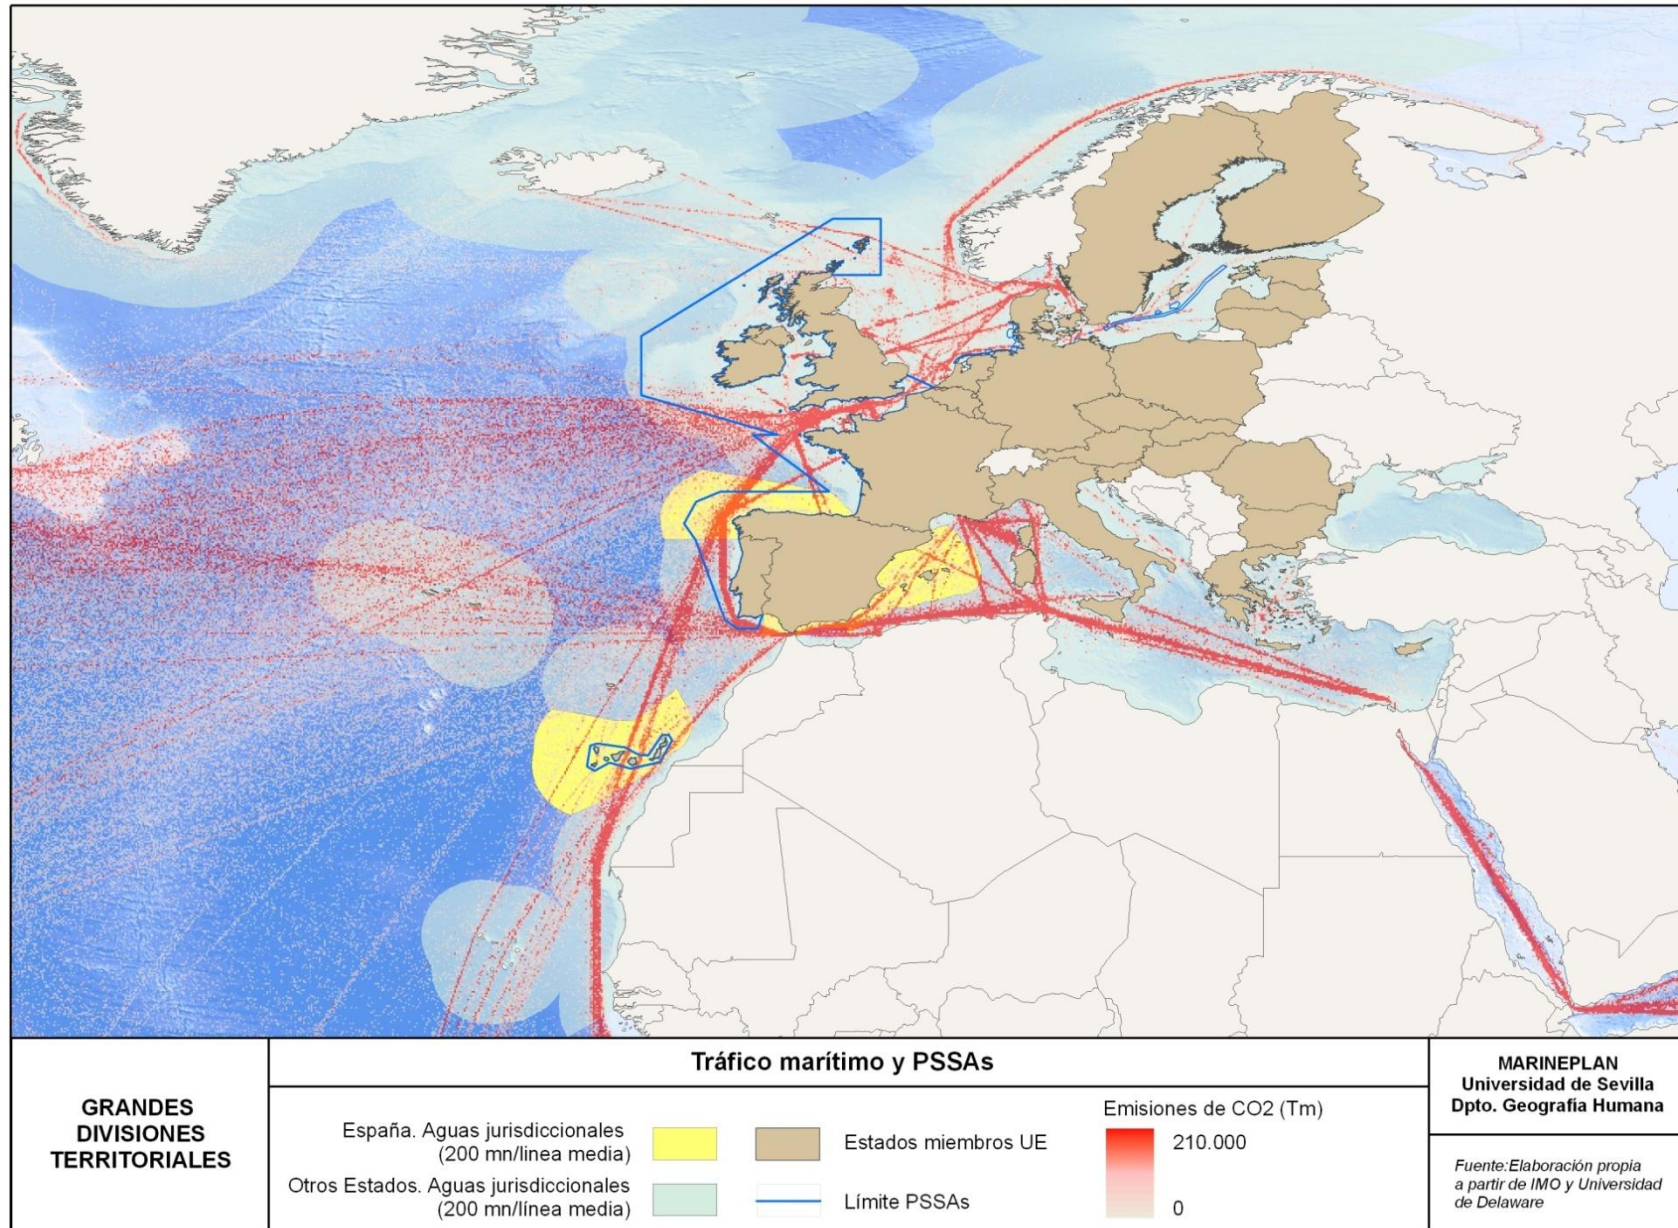 GRANDES
DIVISIONES
TERRITORIALES
Tráfico marítimo y PSSAs
España. Aguas jurisdiccionales
(200 mn/linea media)
Otros Estados. Aguas jurisdiccionales
(200 mn/línea media)
Estados miembros UE
Límite PSSAs
Emisiones de CO2 (Tm)
210.000
0
MARINEPLAN
Universidad de Sevilla
Dpto. Geografía Humana
Fuente:Elaboración propia
a partir de IMO y Universidad
de Delaware